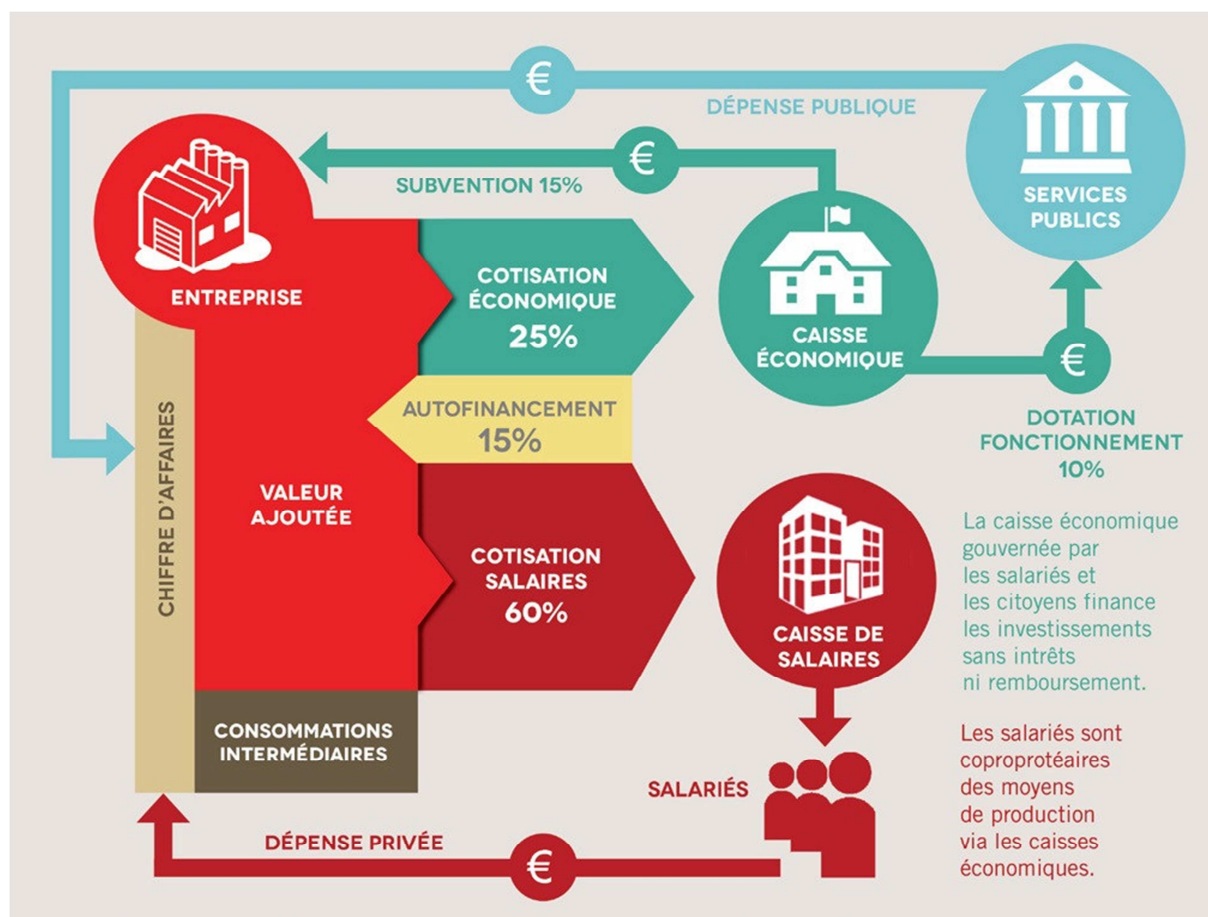 €
DÉPENSE PUBLIQUE
€
SUBVENTION 15%
SERVICES
PUBLICS
ENTREPRISE
COTISATION
ÉCONOMIQUE
25%
CAISSE
ÉCONOMIQUE
€
DOTATION
FONCTIONNEMENT
10%
AUTOFINANCEMENT
15%
CHIFFRE D'AFFAIRES
VALEUR
AJOUTÉE
COTISATION
SALAIRES
60%
CAISSE DE
SALAIRES
La caisse économique
gouvernée par
les salariés et
les citoyens finance
les investissements
sans intrêts
ni remboursement.
CONSOMMATIONS
INTERMÉDIAIRES
SALARIÉS
Les salariés sont
coproprotéaires
des moyens
de production
via les caisses
économiques.
DÉPENSE PRIVÉE
€